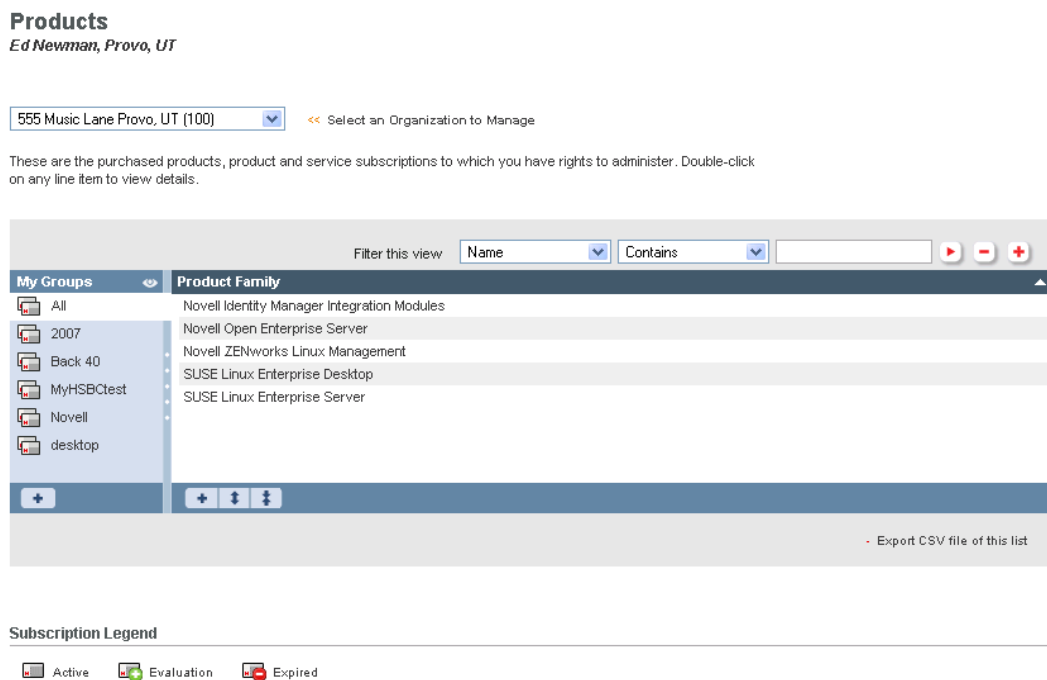 Products
Ed Newman, Provo, UT
555 Music Lane Provo, UT (100)
<< Select an Organization to Manage
These are the purchased products, product and service subscriptions to which you have rights to administer. Double-click
on any line item to view details.
Filter this view
Name
Contains
My Groups
Product Family
All
2007
Back 40
MyHSBCtest
Novell
desktop
Novell Identity Manager Integration Modules
Novell Open Enterprise Server
Novell ZENworks Linux Management
SUSE Linux Enterprise Desktop
SUSE Linux Enterprise Server
- Export CSV file of this list
Subscription Legend
Active
Evaluation
Expired